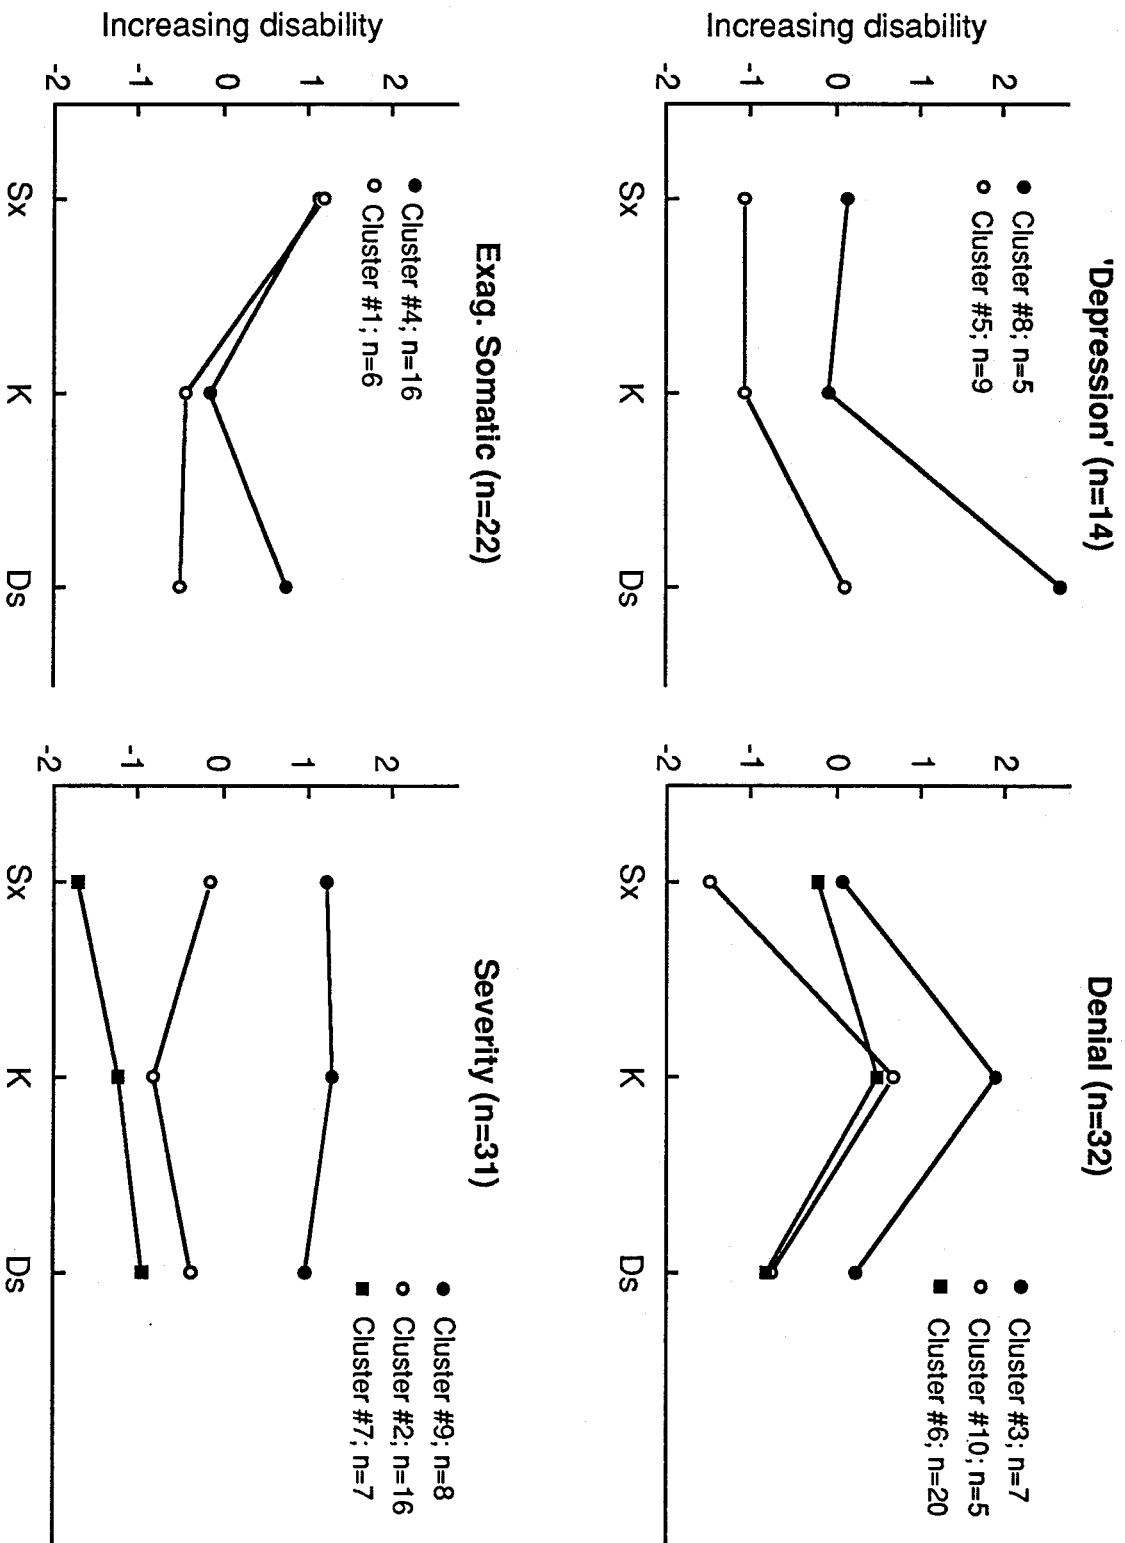 'Depression' (n=14)
Increasing disability
2
1
0
-1
-2
Cluster #8; n=5
Cluster #5; n=9
Sx K Ds
Denial (n=32)
2
1
0
-1
-2
Cluster #3; n=7
Cluster #10; n=5
Cluster #6; n=20
Sx K Ds
Exag. Somatic (n=22)
Increasing disability
2
1
0
-1
-2
Cluster #4; n=16
Cluster #1; n=6
Sx K Ds
Severity (n=31)
2
1
0
-1
-2
Cluster #9; n=8
Cluster #2; n=16
Cluster #7; n=7
Sx K Ds